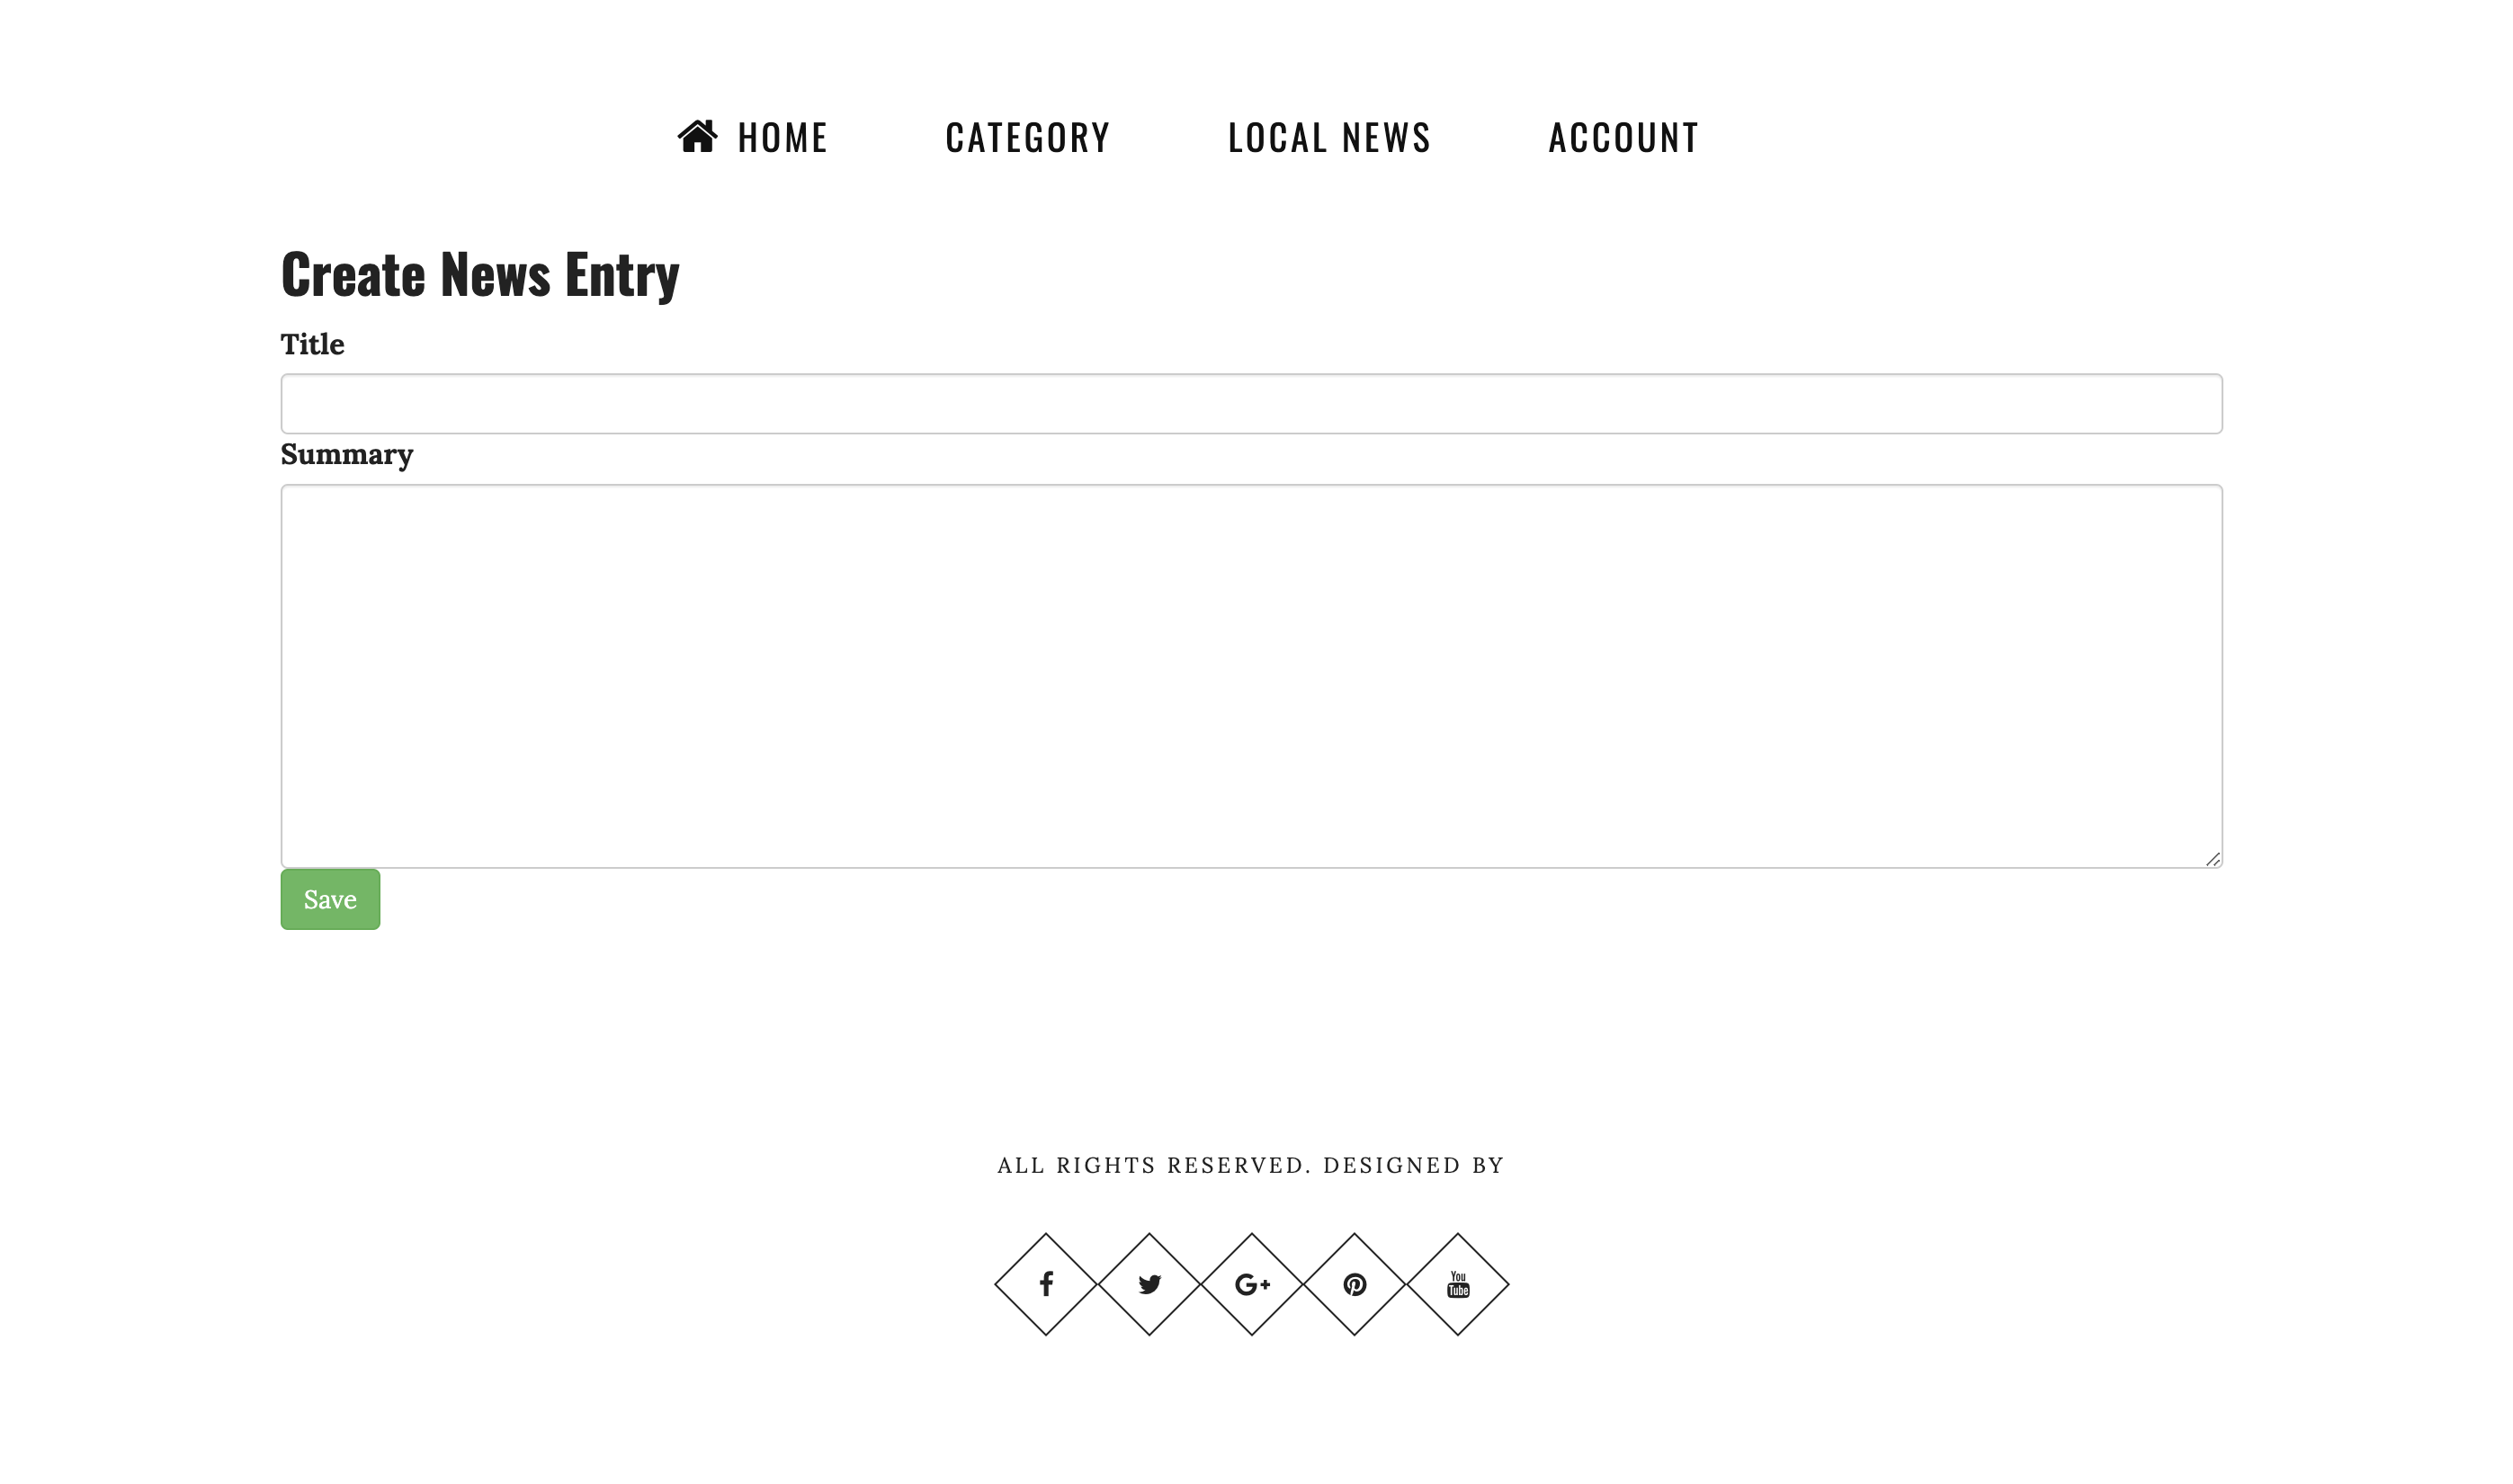 HOME CATEGORY LOCAL NEWS ACCOUNT
Create News Entry
Title
Summary
Save
ALL RIGHTS RESERVED. DESIGNED BY
f G+ You Tube